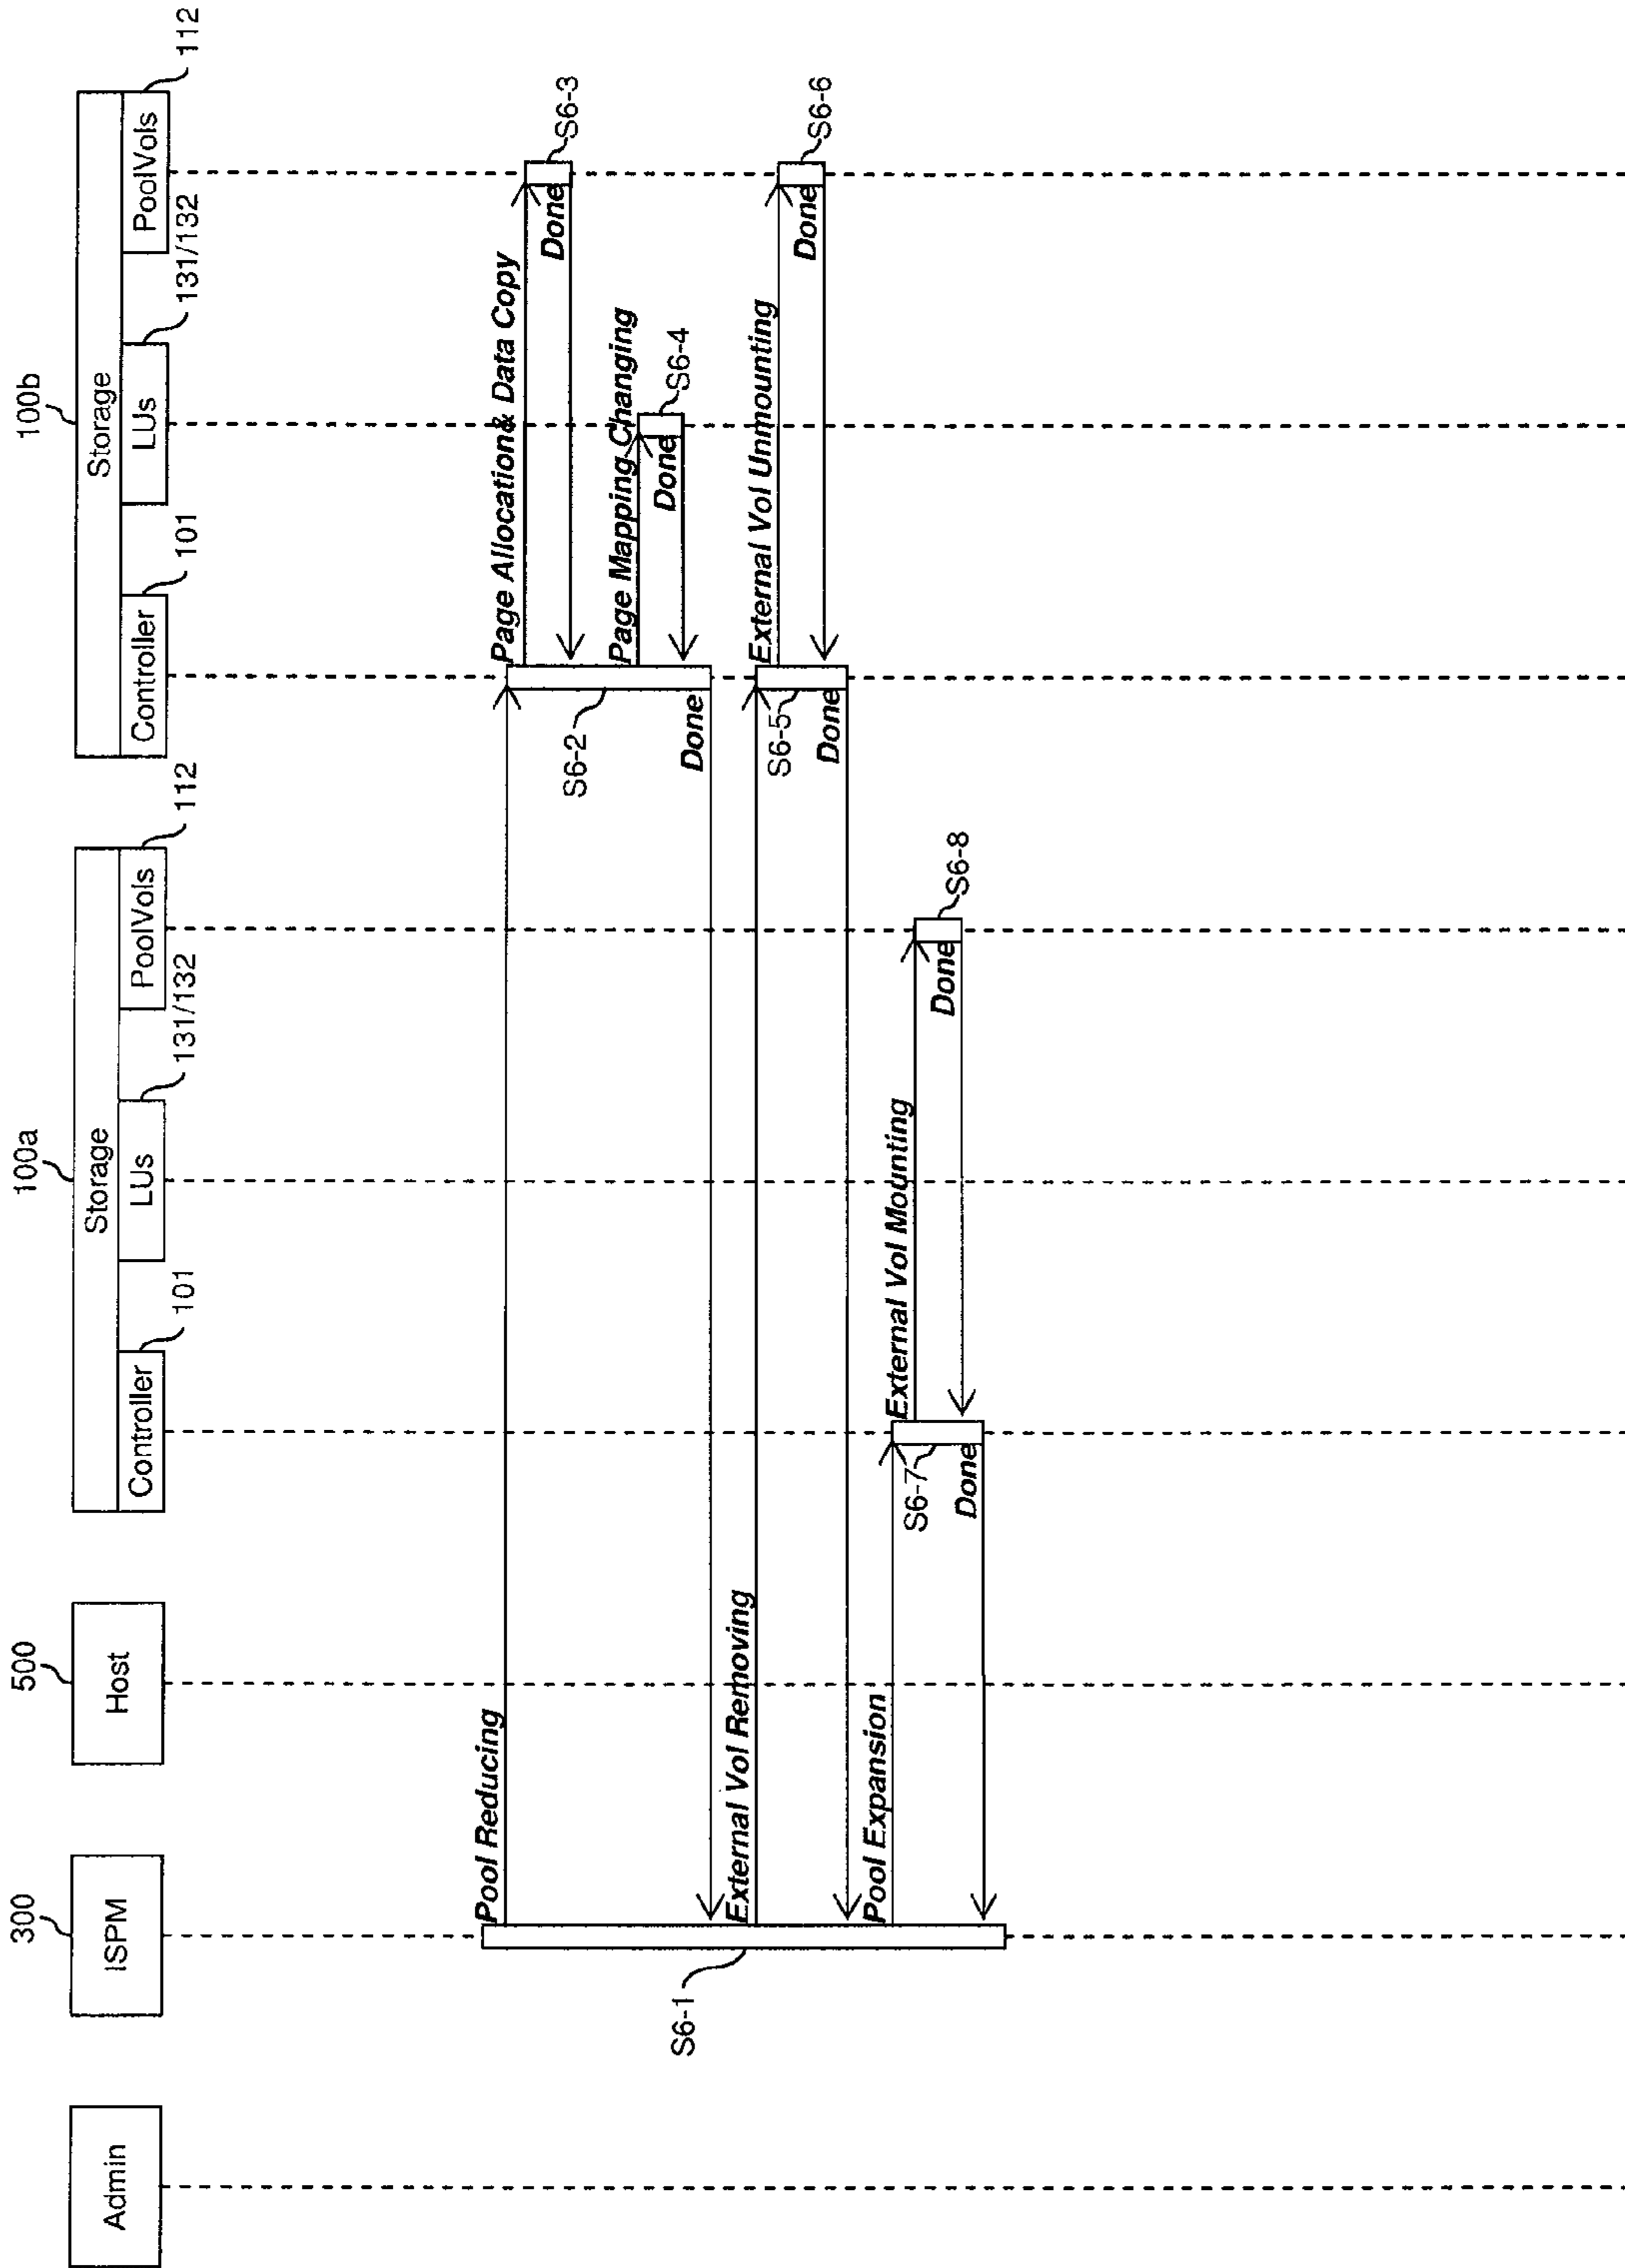 Admin
300
ISPM
500
Host
100a
Storage
Controller
101
LUs
131/132
PoolVols
112
100b
Storage
Controller
101
LUs
131/132
PoolVols
112
S6-1
Pool Reducing
S6-2
Page Allocation& Data Copy
Done
S6-3
Page Mapping Changing
Done
S6-4
Done
External Vol Removing
S6-5
External Vol Unmounting
Done
S6-6
Done
Pool Expansion
S6-7
External Vol Mounting
Done
S6-8
Done